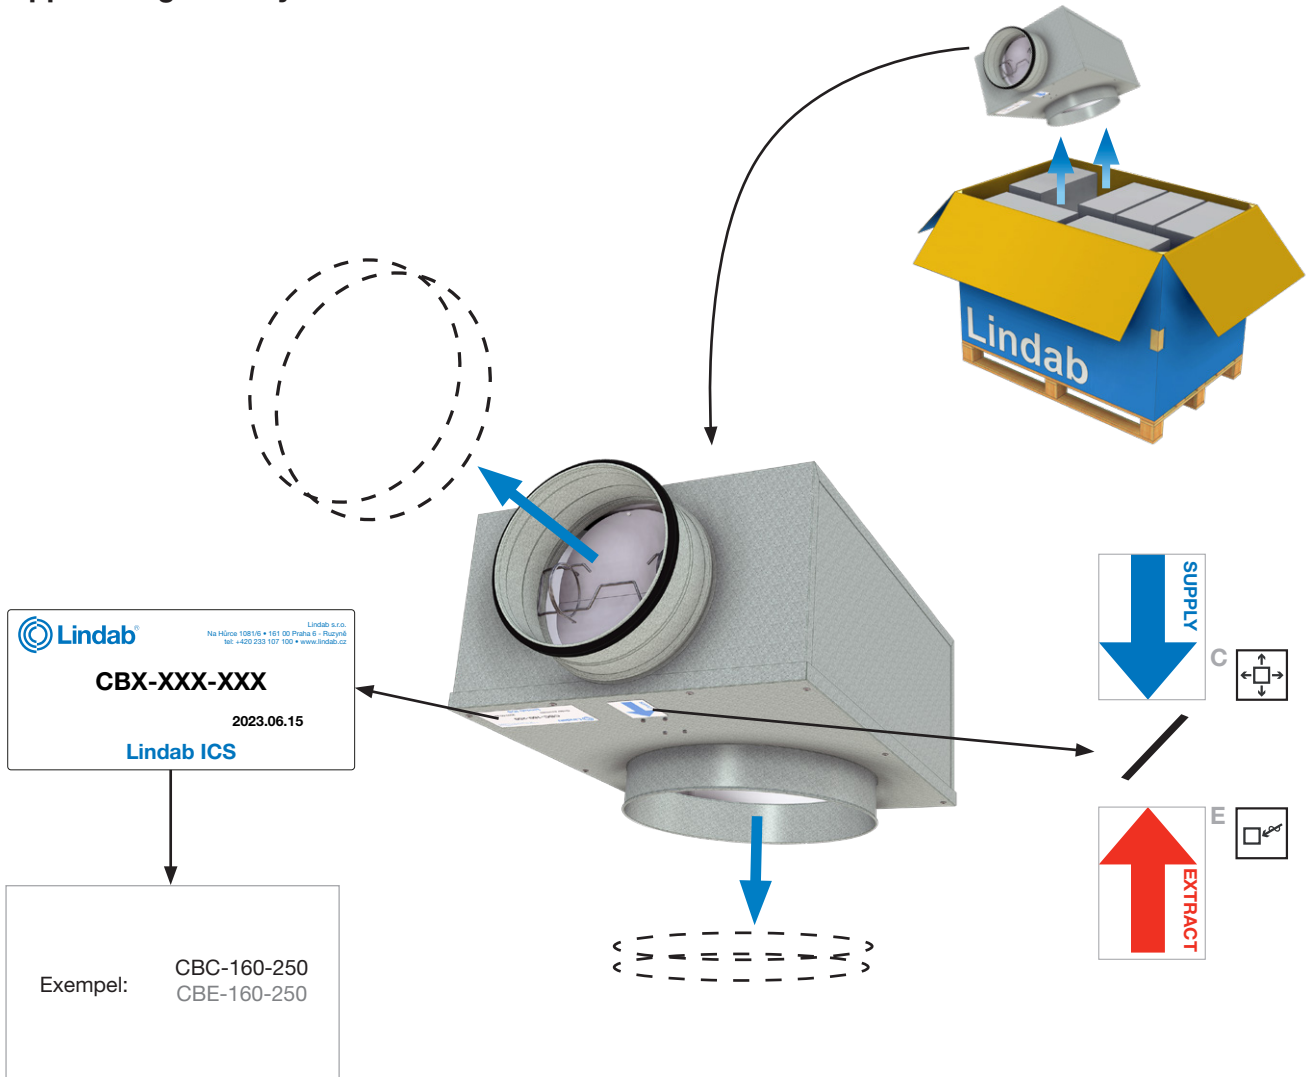 Lindab
SUPPLY
C
Lindab®
Lindab s.r.o.
Na Hůrce 1081/6 • 161 00 Praha 6 - Ruzyně
tel: +420 233 107 100 • www.lindab.cz
CBX-XXX-XXX
2023.06.15
Lindab ICS
E
EXTRACT
Exempel:
CBC-160-250
CBE-160-250